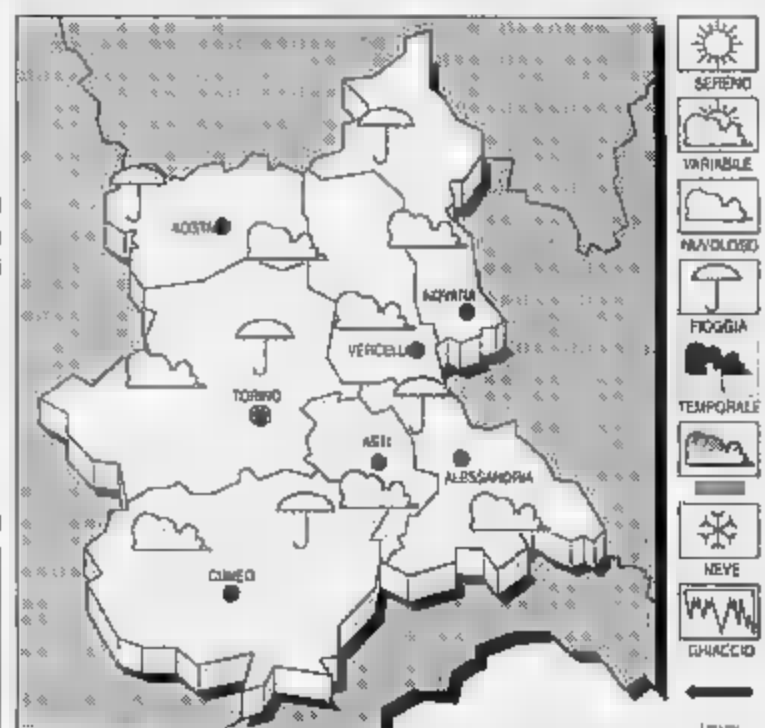 SERENO
VARIABILE
NUVOLOSO
PIOGGIA
TEMPORALE
NEVE
GHIACCIO
AOSTA
NOVARA
VERCELLI
TORINO
ASTI
ALESSANDRIA
CUNEO